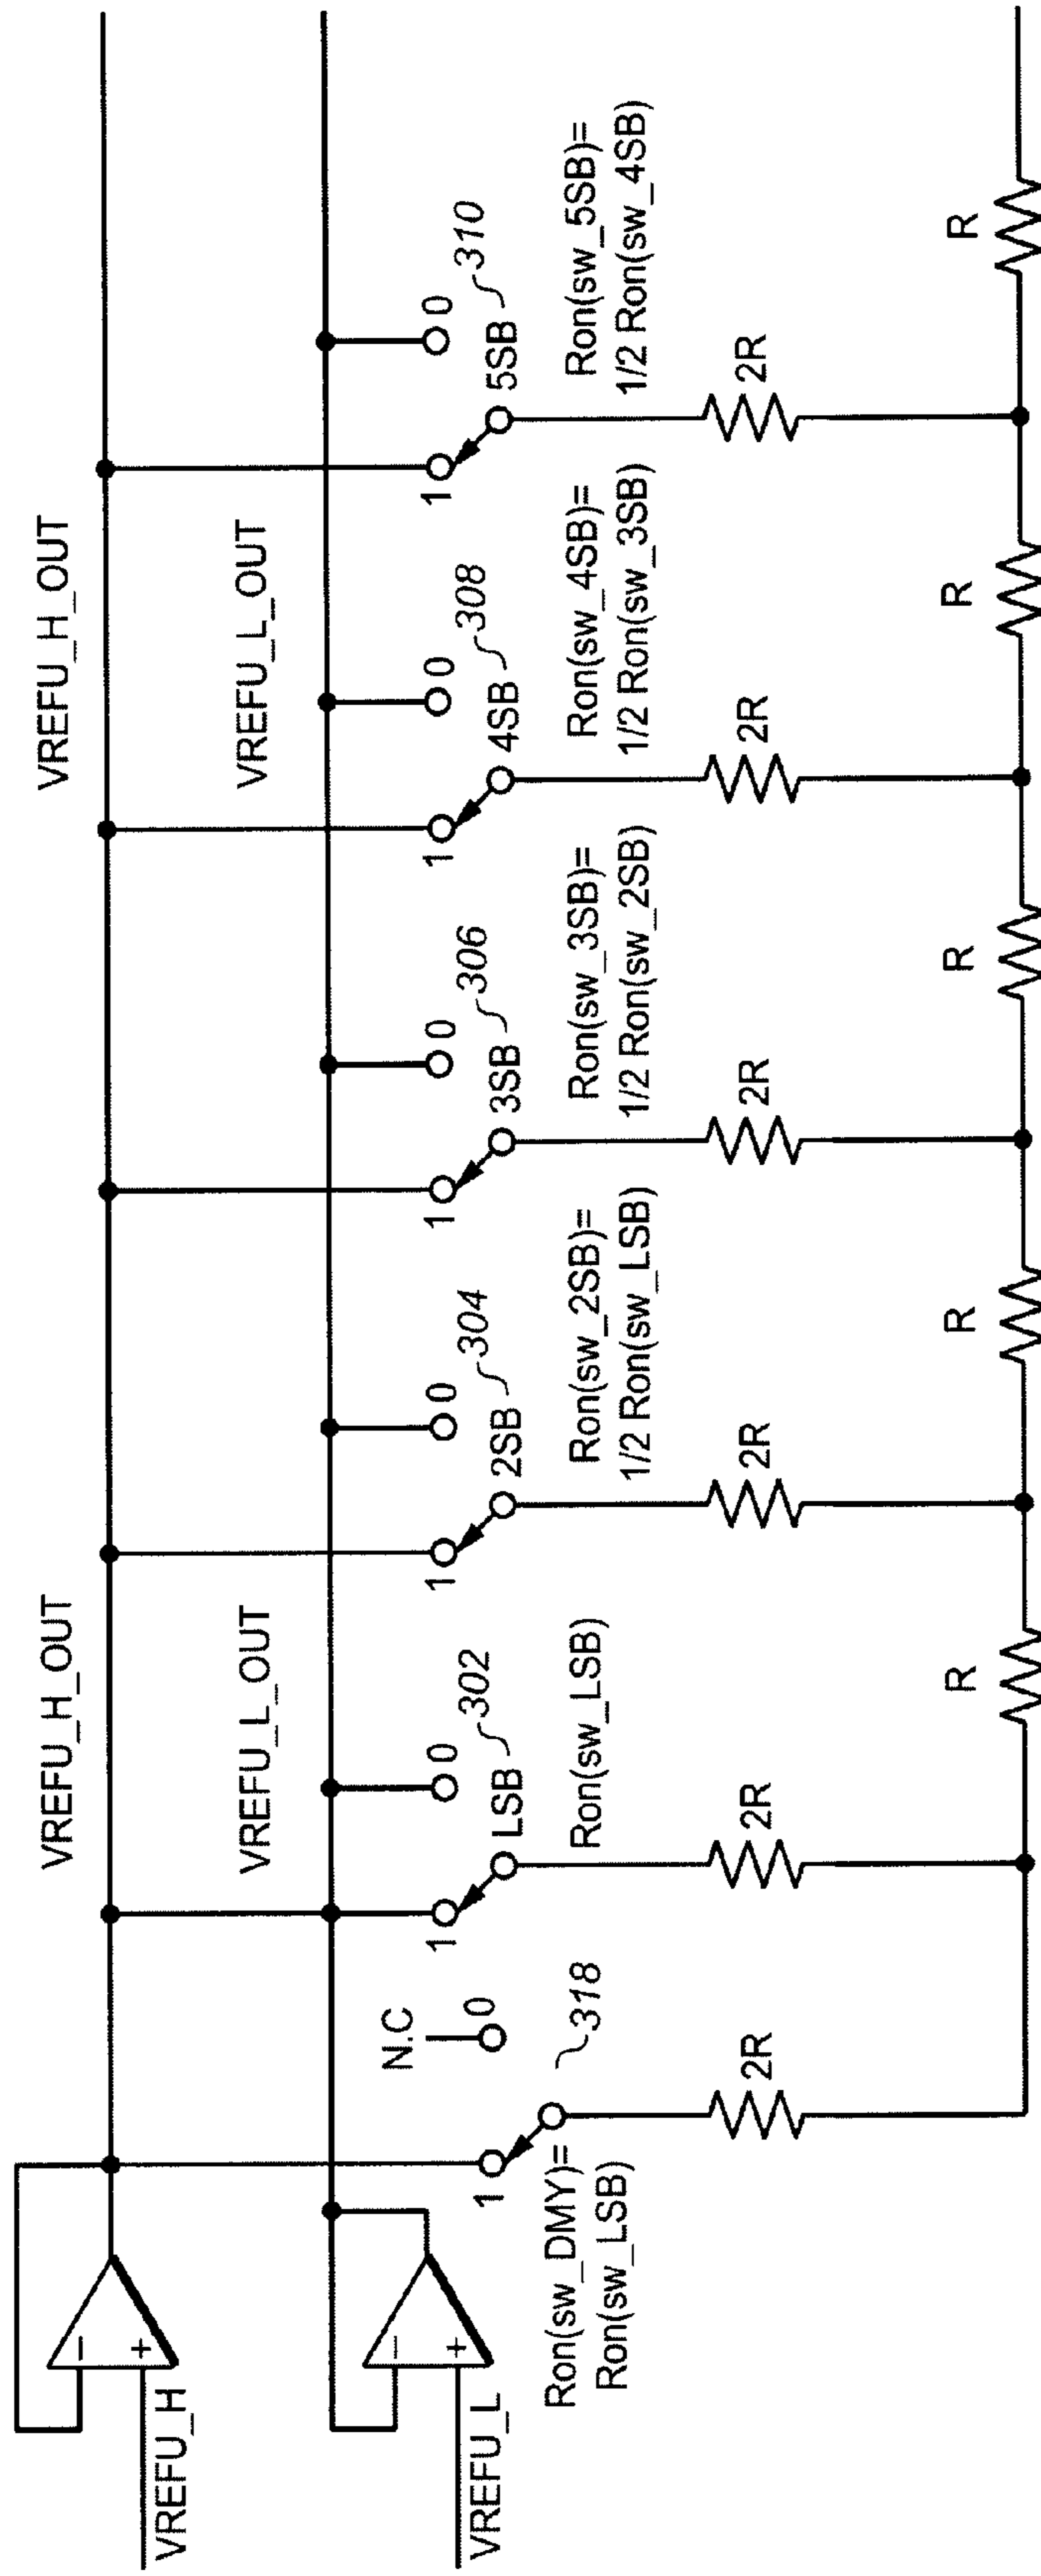 VREFU_H_OUT
VREFU_H_OUT
VREFU_L_OUT
VREFU_L_OUT
VREFU_H
-
+
VREFU_L
-
+
N.C
1
0
318
Ron(sw_DMY)=
Ron(sw_LSB)
2R
1
0
LSB
302
Ron(sw_LSB)
2R
R
1
0
2SB
304
Ron(sw_2SB)=
1/2 Ron(sw_LSB)
2R
R
1
0
3SB
306
Ron(sw_3SB)=
1/2 Ron(sw_2SB)
2R
R
1
0
4SB
308
Ron(sw_4SB)=
1/2 Ron(sw_3SB)
2R
R
1
0
5SB
310
Ron(sw_5SB)=
1/2 Ron(sw_4SB)
2R
R